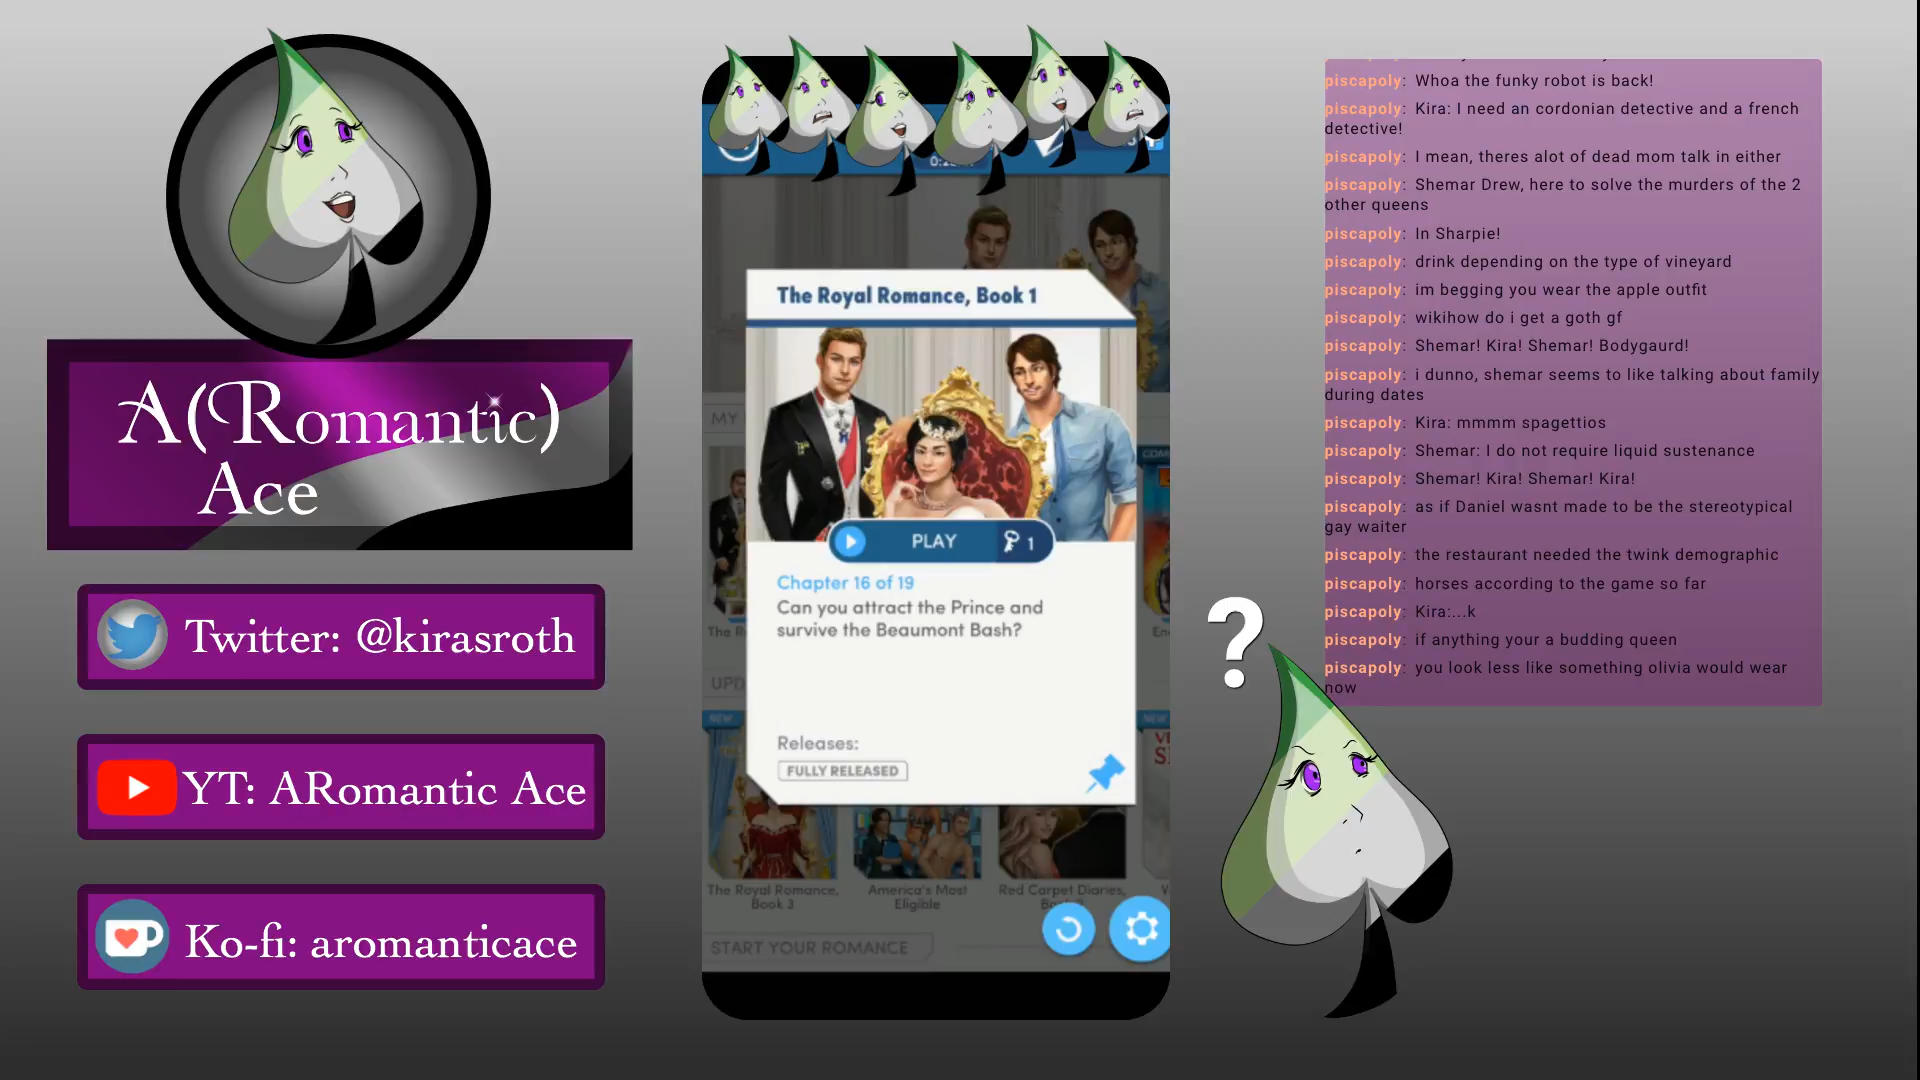 A(Romantic)
Ace
Twitter: @kirasroth
YT: ARomantic Ace
Ko-fi: aromanticace
The Royal Romance, Book 1
PLAY
1
Chapter 16 of 19
Can you attract the Prince and
survive the Beaumont Bash?
Releases:
FULLY RELEASED
MY
UPD
NEW
NEW
The Royal Romance,
Book 3
America's Most
Eligible
Red Carpet Diaries,
START YOUR ROMANCE
piscapoly: Whoa the funky robot is back!
piscapoly: Kira: I need an cordonian detective and a french
detective!
piscapoly: I mean, theres alot of dead mom talk in either
piscapoly: Shemar Drew, here to solve the murders of the 2
other queens
piscapoly: In Sharpie!
piscapoly: drink depending on the type of vineyard
piscapoly: im begging you wear the apple outfit
piscapoly: wikihow do i get a goth gf
piscapoly: Shemar! Kira! Shemar! Bodygaurd!
piscapoly: i dunno, shemar seems to like talking about family
during dates
piscapoly: Kira: mmmm spagettios
piscapoly: Shemar: I do not require liquid sustenance
piscapoly: Shemar! Kira! Shemar! Kira!
piscapoly: as if Daniel wasnt made to be the stereotypical
gay waiter
piscapoly: the restaurant needed the twink demographic
piscapoly: horses according to the game so far
piscapoly: Kira:...k
piscapoly: if anything your a budding queen
piscapoly: you look less like something olivia would wear
now
?